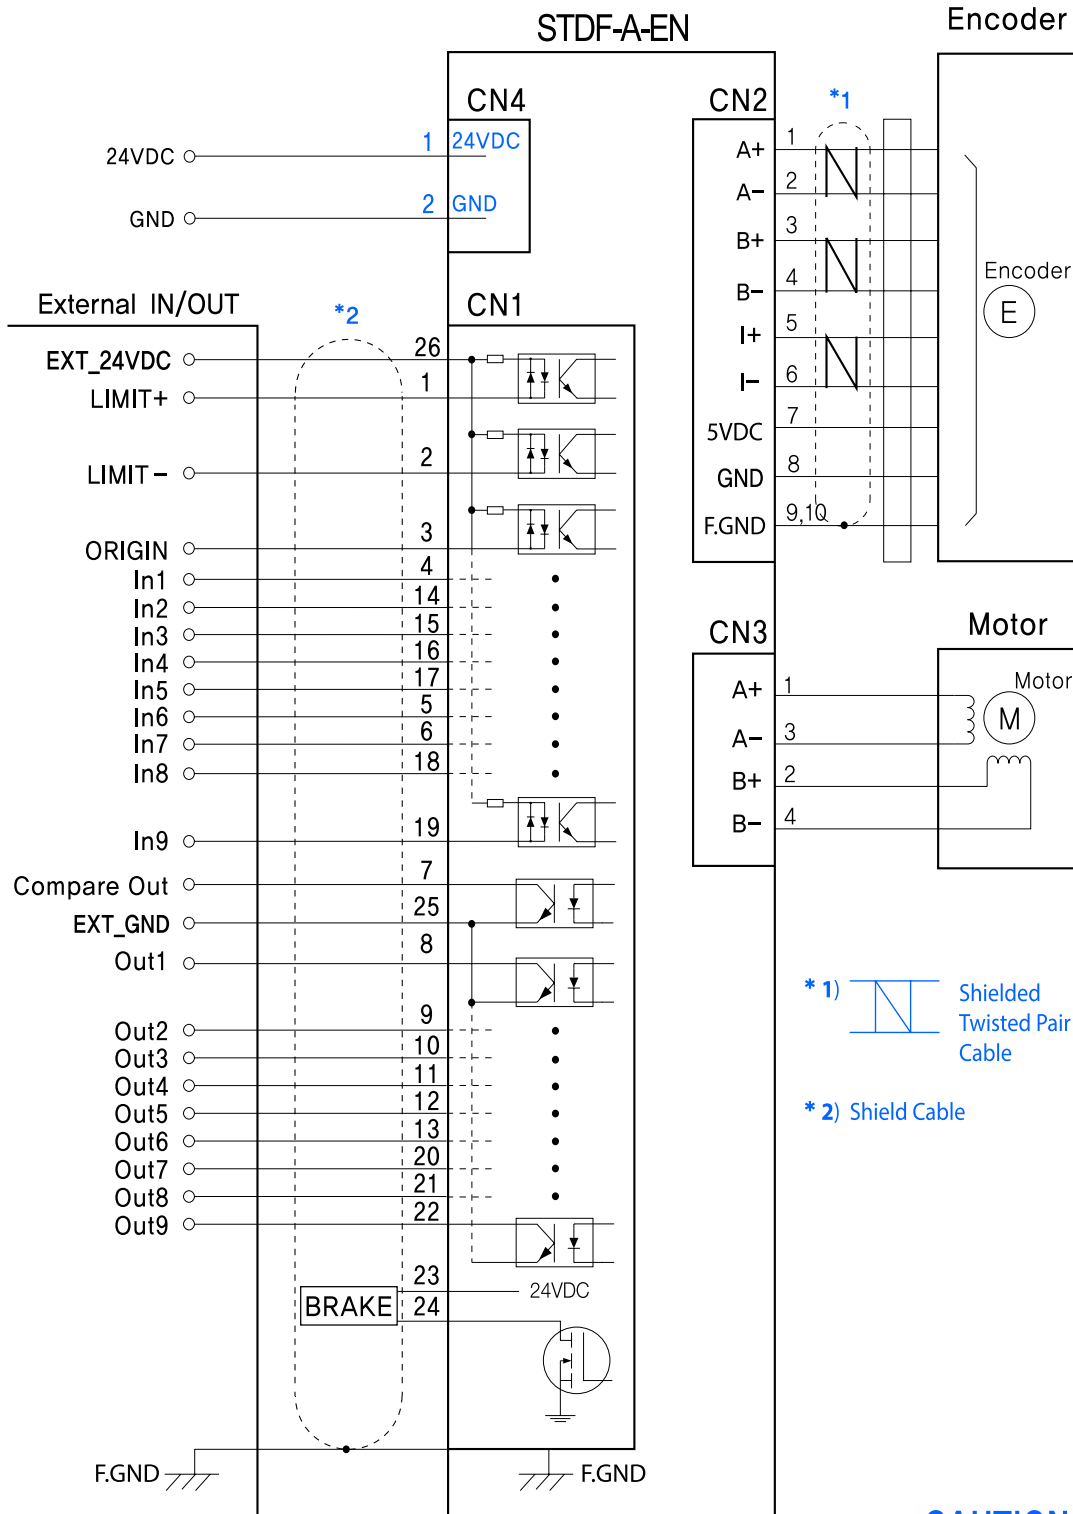 STDF-A-EN
Encoder
CN4
24VDC 1 24VDC
GND 2 GND
CN2
*1
A+ 1
A- 2
B+ 3
B- 4
I+ 5
I- 6
5VDC 7
GND 8
F.GND 9,10
Encoder
E
External IN/OUT
*2
CN1
EXT_24VDC 26
LIMIT+ 1
LIMIT- 2
ORIGIN 3
In1 4
In2 14
In3 15
In4 16
In5 17
In6 5
In7 6
In8 18
In9 19
Compare Out 7
EXT_GND 25
Out1 8
Out2 9
Out3 10
Out4 11
Out5 12
Out6 13
Out7 20
Out8 21
Out9 22
BRAKE 23 24VDC
24
F.GND
F.GND
CN3
Motor
A+ 1
A- 3
B+ 2
B- 4
Motor
M
* 1) Shielded
Twisted Pair
Cable
* 2) Shield Cable
CAUTION